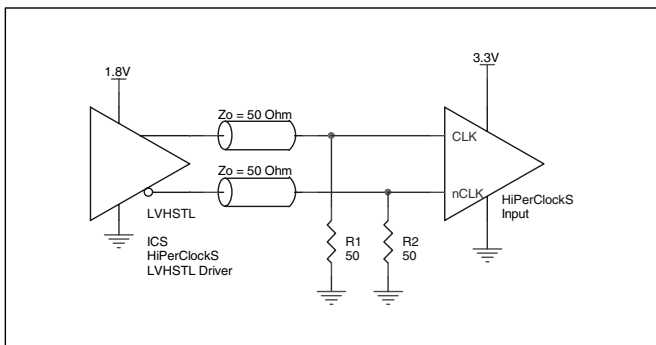 1.8V
3.3V
Zo = 50 Ohm
CLK
Zo = 50 Ohm
nCLK
HiPerClockS
Input
LVHSTL
ICS
HiPerClockS
LVHSTL Driver
R1
50
R2
50